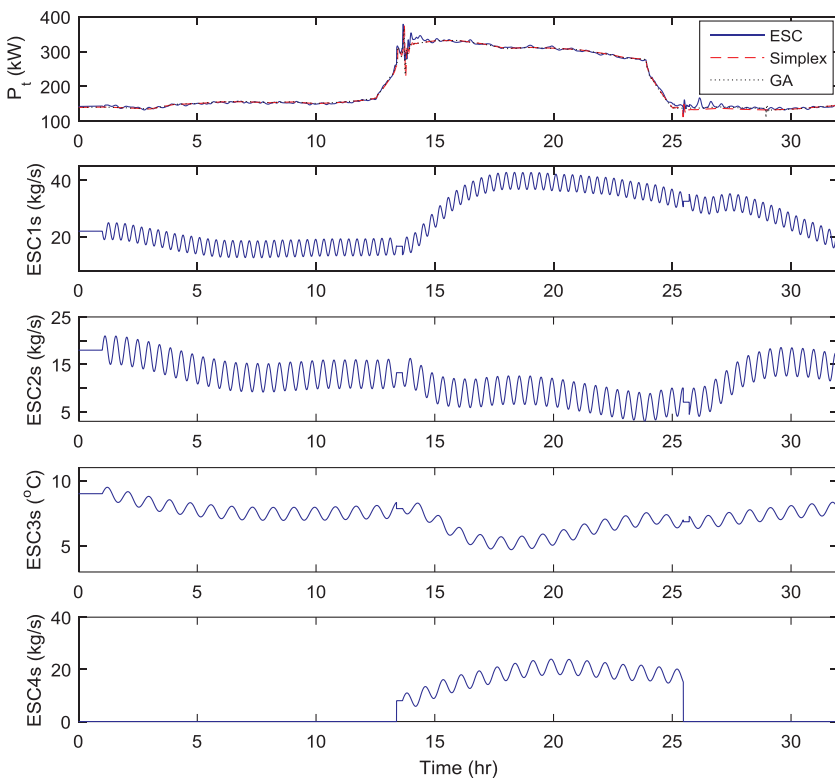 400
300
200
100
P_t (kW)
ESC
Simplex
GA
0 5 10 15 20 25 30
40
20
ESC1s (kg/s)
0 5 10 15 20 25 30
25
15
5
ESC2s (kg/s)
0 5 10 15 20 25 30
10
5
ESC3s (°C)
0 5 10 15 20 25 30
40
20
0
ESC4s (kg/s)
0 5 10 15 20 25 30
Time (hr)